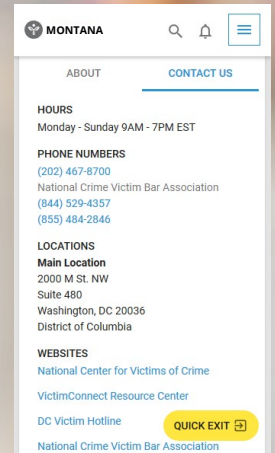 MONTANA
ABOUT
CONTACT US
HOURS
Monday - Sunday 9AM - 7PM EST
PHONE NUMBERS
(202) 467-8700
National Crime Victim Bar Association
(844) 529-4357
(855) 484-2846
LOCATIONS
Main Location
2000 M St. NW
Suite 480
Washington, DC 20036
District of Columbia
WEBSITES
National Center for Victims of Crime
VictimConnect Resource Center
DC Victim Hotline
QUICK EXIT
National Crime Victim Bar Association